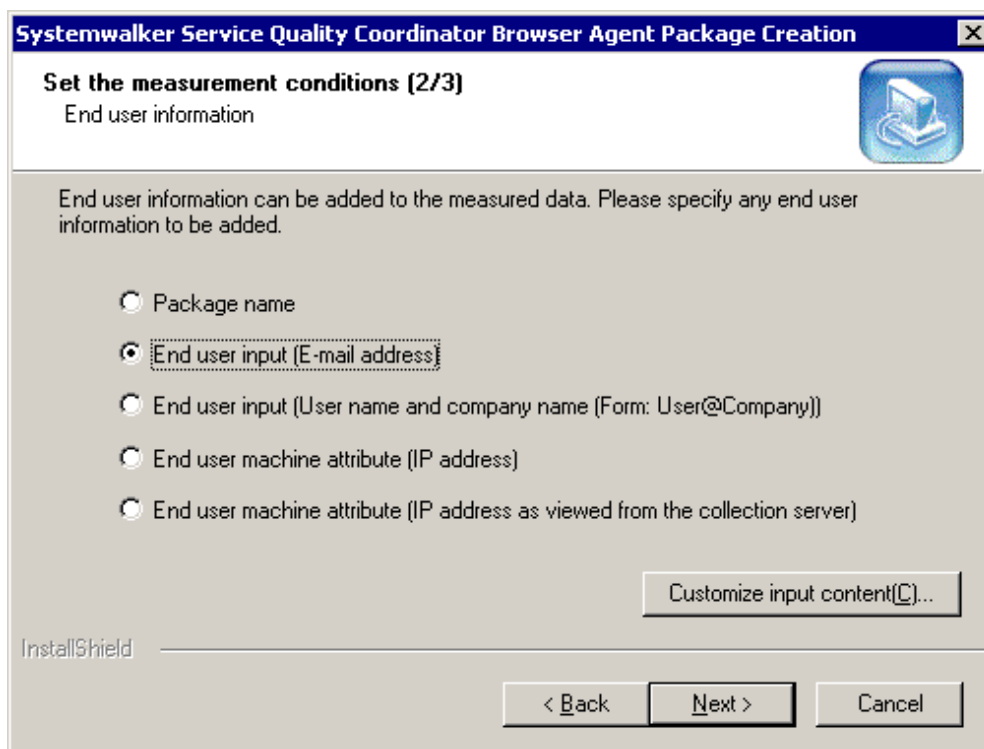 Systemwalker Service Quality Coordinator Browser Agent Package Creation
Set the measurement conditions (2/3)
End user information
End user information can be added to the measured data. Please specify any end user
information to be added.
Package name
End user input (E-mail address)
End user input (User name and company name (Form: User@Company))
End user machine attribute (IP address)
End user machine attribute (IP address as viewed from the collection server)
Customize input content(C)...
InstallShield
< Back
Next >
Cancel